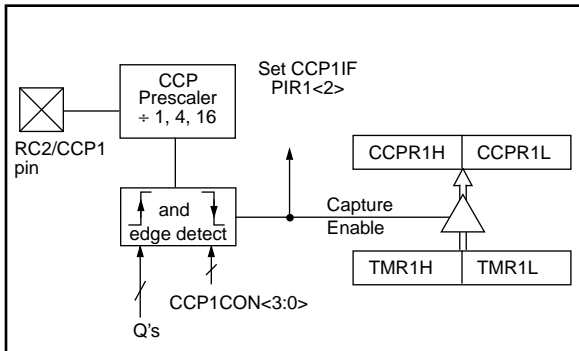 CCP
Prescaler
÷ 1, 4, 16
Set CCP1IF
PIR1<2>
RC2/CCP1
pin
and
edge detect
CCPR1H CCPR1L
Capture
Enable
TMR1H TMR1L
CCP1CON<3:0>
Q's